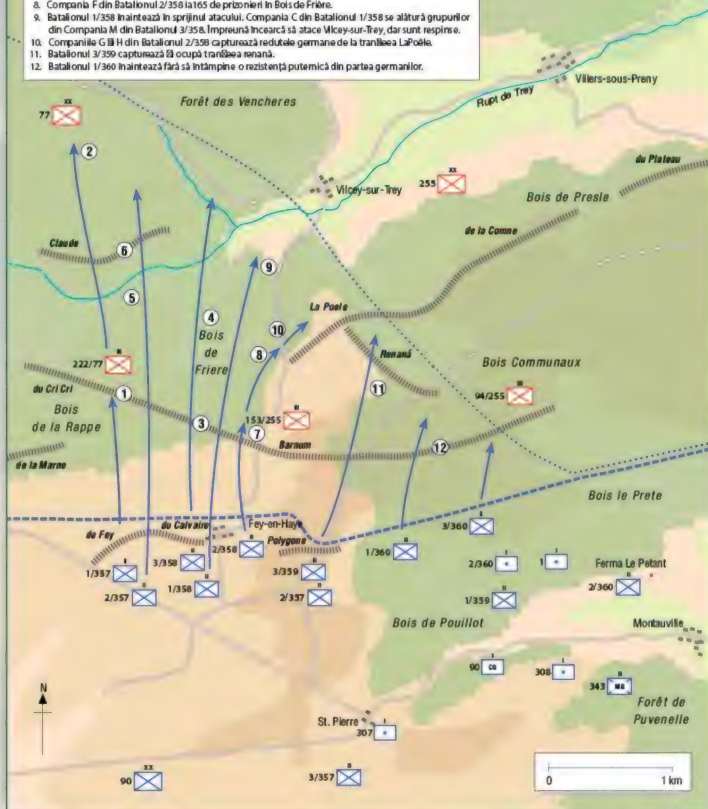 8. Compania F din Batalionul 2/358 ia 165 de prizonieri în Bois de Frière.
9. Batalionul 1/358 înaintează în sprijinul atacului. Compania C din Batalionul 1/358 se alătură grupurilor
din Compania M din Batalionul 3/358. Împreună încearcă să atace Vilcey-sur-Trey, dar sunt respinse.
10. Companiile G și H din Batalionul 2/358 capturează redutele germane de la tranșeea LaPoêle.
11. Batalionul 3/359 capturează și ocupă tranșeea renană.
12. Batalionul 1/360 înaintează fără să întâmpine o rezistență puternică din partea germanilor.
Villers-sous-Preny
Forêt des Vencheres
Rupt de Trey
xx
77
2
du Plateau
Vilcey-sur-Trey
xx
255
Bois de Presle
de la Comne
Claude
6
9
5
4
La Poele
10
Bois
de
Friere
8
Renană
III
222/77
Bois Communaux
11
III
94/255
du Cri Cri
1
Bois
de la Rappe
III
153/255
3
7
Barnum
12
de la Marne
Bois le Prete
du Calvaire
Fey-en-Haye
3/360
de Fey
2/358
Polygone
1/360
3/358
2/360
1
Ferma Le Petant
1/357
3/359
2/360
2/357
1/358
2/357
1/359
Bois de Pouillot
Montauville
90
308
343
MG
N
Forêt de
Puvenelle
St. Pierre
307
xx
90
3/357
0
1 km